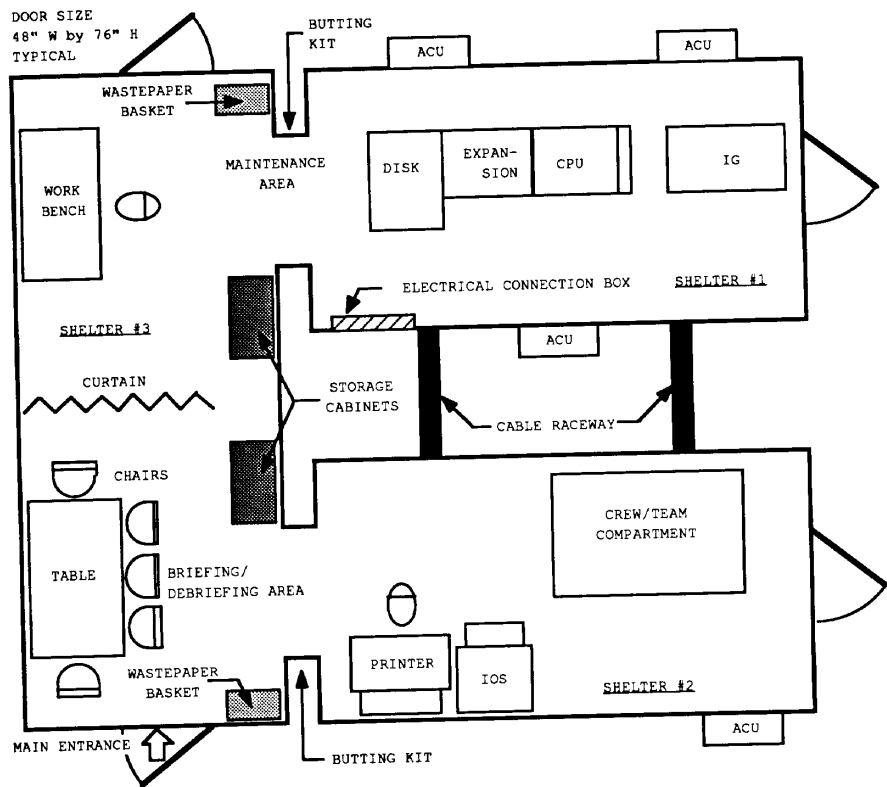 DOOR SIZE
48" W by 76" H
TYPICAL
BUTTING
KIT
ACU
ACU
WASTEPAPER
BASKET
MAINTENANCE
AREA
DISK
EXPAN-
SION
CPU
IG
WORK
BENCH
ELECTRICAL CONNECTION BOX
SHELTER #1
SHELTER #3
ACU
CURTAIN
STORAGE
CABINETS
CABLE RACEWAY
CHAIRS
CREW/TEAM
COMPARTMENT
TABLE
BRIEFING/
DEBRIEFING AREA
PRINTER
IOS
WASTEPAPER
BASKET
SHELTER #2
ACU
MAIN ENTRANCE
BUTTING KIT